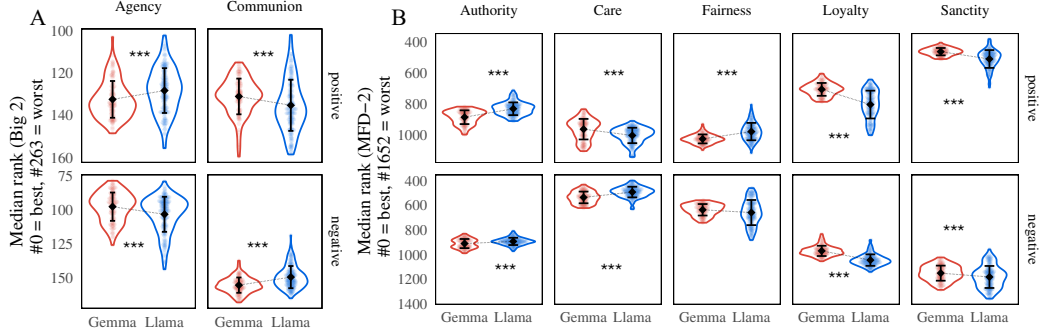 A
Agency
Communion
Median rank (Big 2)
#0 = best, #263 = worst
100
120
140
160
***
***
positive
75
100
125
150
***
***
negative
Gemma Llama
Gemma Llama
B
Authority
Care
Fairness
Loyalty
Sanctity
Median rank (MFD−2)
#0 = best, #1652 = worst
400
600
800
1000
***
***
***
***
***
positive
400
600
800
1000
1200
1400
***
***
***
***
negative
Gemma Llama
Gemma Llama
Gemma Llama
Gemma Llama
Gemma Llama